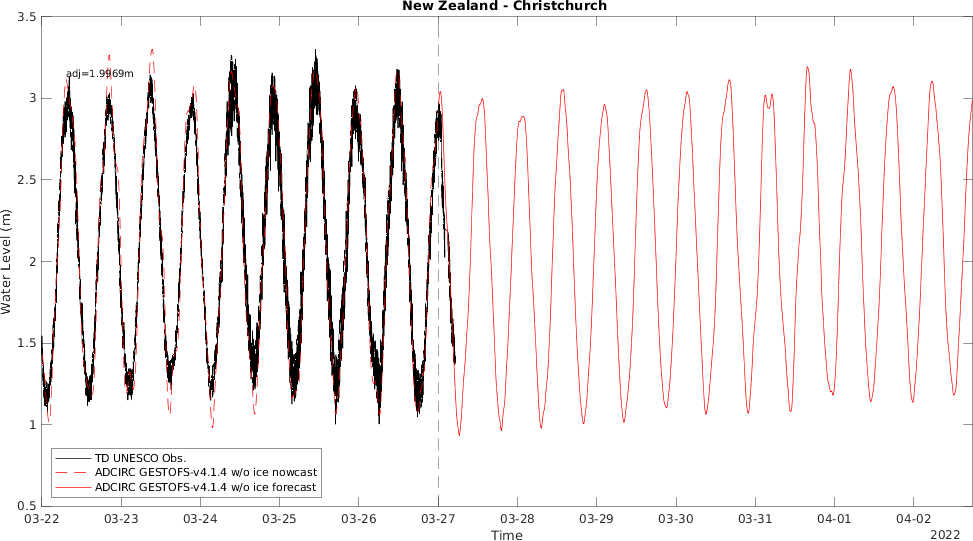 New Zealand - Christchurch
3.5
adj=1.9969m
3
2.5
2
1.5
1
0.5
Water Level (m)
TD UNESCO Obs.
ADCIRC GESTOFS-v4.1.4 w/o ice nowcast
ADCIRC GESTOFS-v4.1.4 w/o ice forecast
03-22 03-23 03-24 03-25 03-26 03-27 03-28 03-29 03-30 03-31 04-01 04-02
Time
2022